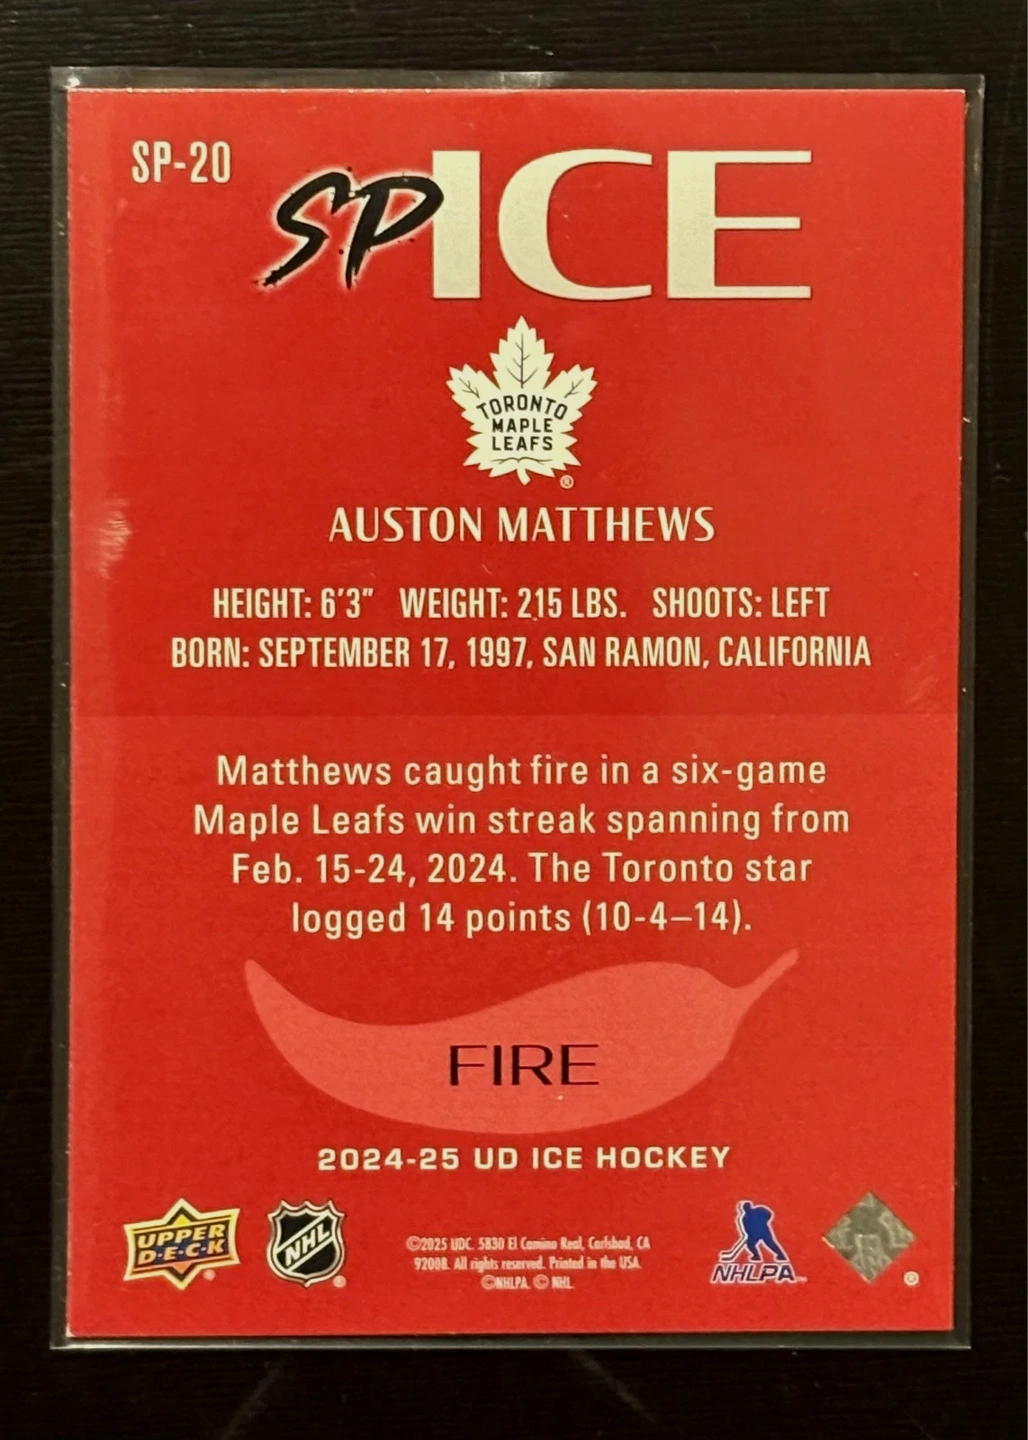 SP-20
SPICE
TORONTO
MAPLE
LEAFS
®
AUSTON MATTHEWS
HEIGHT: 6'3" WEIGHT: 215 LBS. SHOOTS: LEFT
BORN: SEPTEMBER 17, 1997, SAN RAMON, CALIFORNIA
Matthews caught fire in a six-game
Maple Leafs win streak spanning from
Feb. 15-24, 2024. The Toronto star
logged 14 points (10-4–14).
FIRE
2024-25 UD ICE HOCKEY
UPPER
D·E·C·K
®
NHL
®
©2025 UDC. 5830 El Camino Real, Carlsbad, CA
92008. All rights reserved. Printed in the USA.
©NHLPA. © NHL.
NHLPA
®